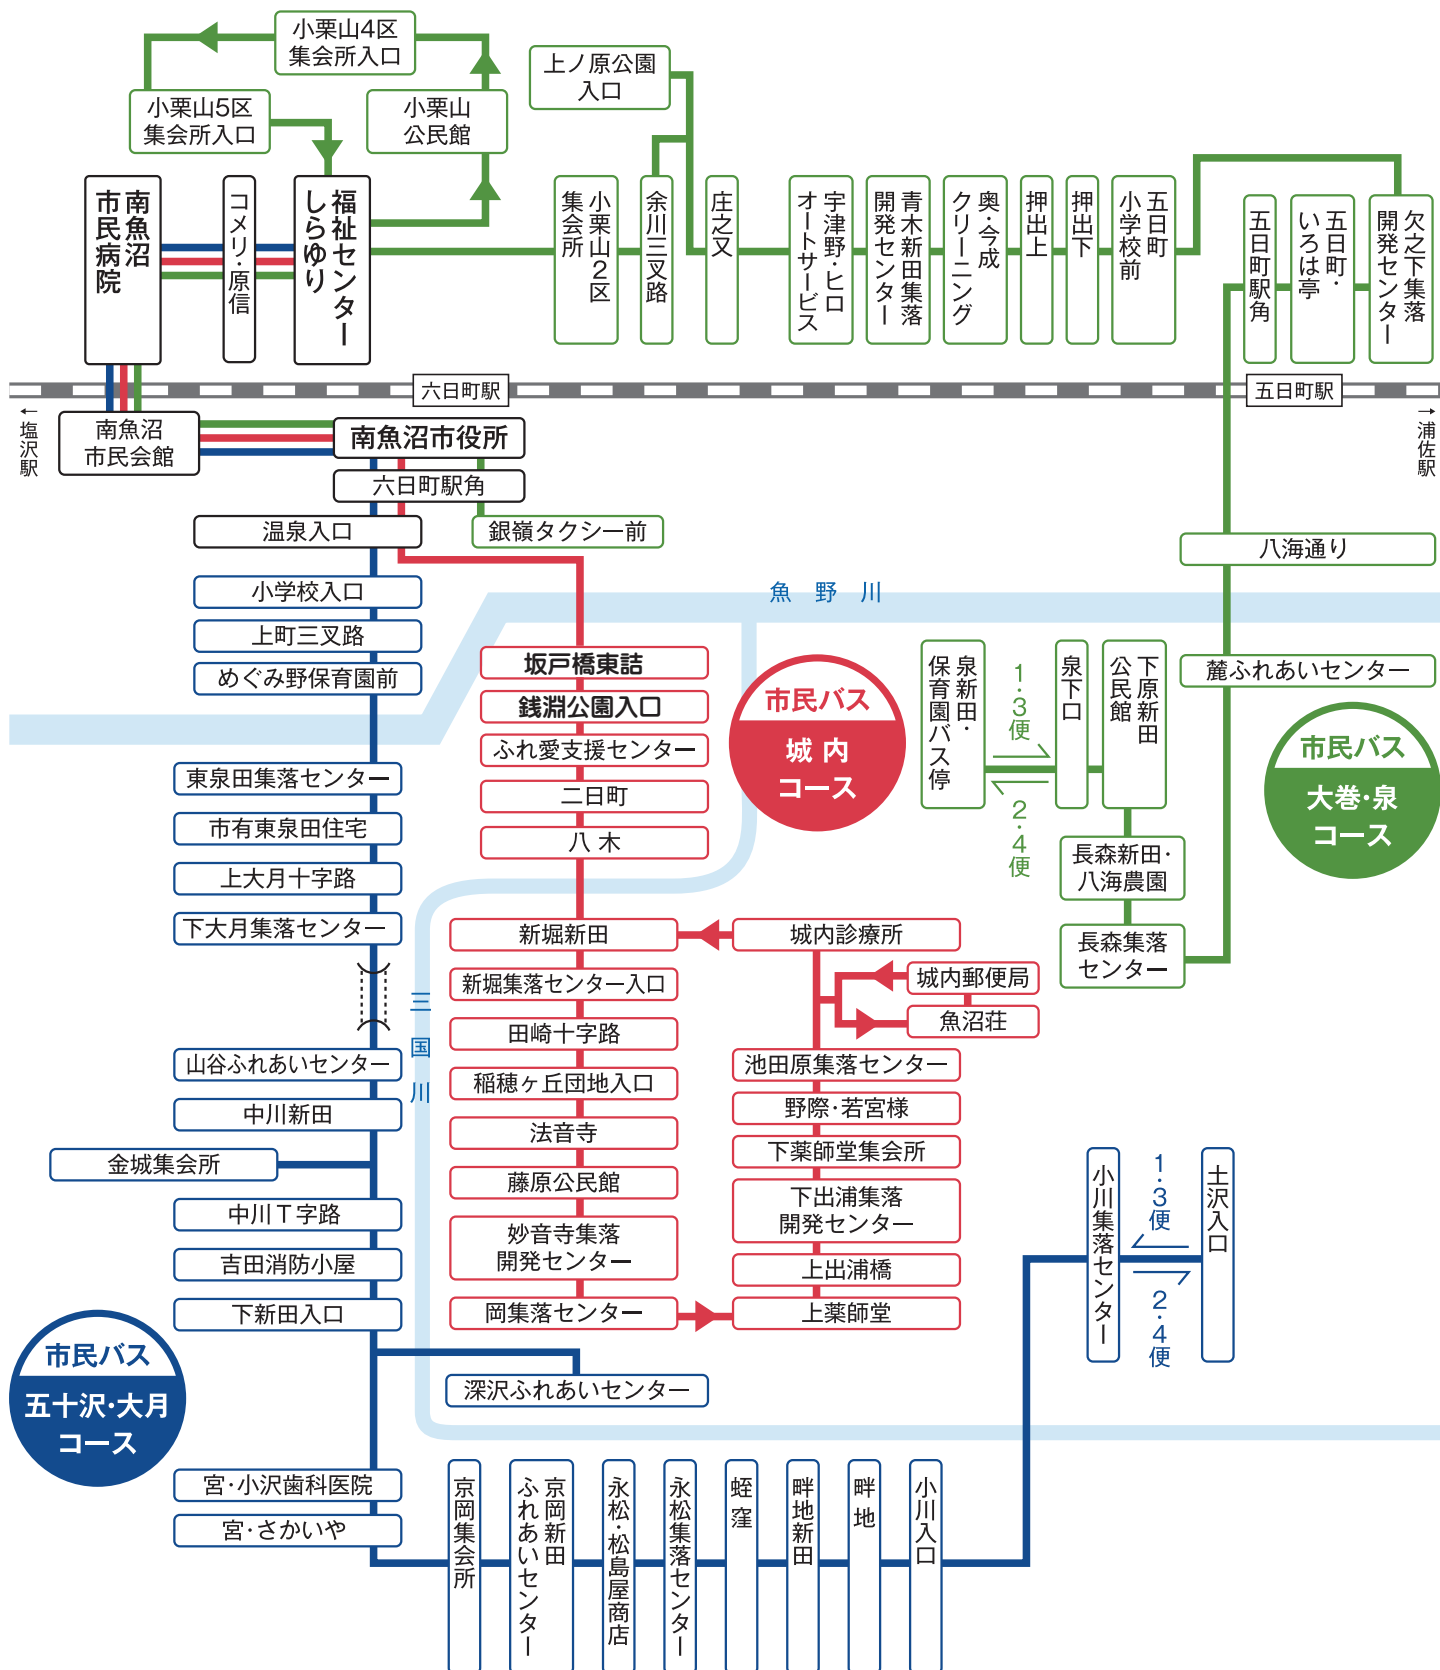 小栗山4区
集会所入口
小栗山5区
集会所入口
小栗山
公民館
上ノ原公園
入口
南魚沼
市民病院
コメリ・原信
福祉センター
しらゆり
小栗山2区
集会所
余川三叉路
庄之又
宇津野・ヒロ
オートサービス
青木新田集落
開発センター
奥・今成
クリーニング
押出上
押出下
五日町
小学校前
五日町駅角
五日町・
いろは亭
欠之下集落
開発センター
六日町駅
五日町駅
←塩沢駅
→浦佐駅
南魚沼
市民会館
南魚沼市役所
六日町駅角
温泉入口
銀嶺タクシー前
小学校入口
上町三叉路
めぐみ野保育園前
魚野川
八海通り
麓ふれあいセンター
坂戸橋東詰
銭淵公園入口
ふれ愛支援センター
二日町
八木
市民バス
城内
コース
泉新田・
保育園バス停
1・3便
2・4便
泉下口
下原新田
公民館
長森新田・
八海農園
長森集落
センター
市民バス
大巻・泉
コース
東泉田集落センター
市有東泉田住宅
上大月十字路
下大月集落センター
三国川
山谷ふれあいセンター
中川新田
金城集会所
中川T字路
吉田消防小屋
下新田入口
新堀新田
新堀集落センター入口
田崎十字路
稲穂ヶ丘団地入口
法音寺
藤原公民館
妙音寺集落
開発センター
岡集落センター
城内診療所
城内郵便局
魚沼荘
池田原集落センター
野際・若宮様
下薬師堂集会所
下出浦集落
開発センター
上出浦橋
上薬師堂
深沢ふれあいセンター
小川集落センター
1・3便
2・4便
土沢入口
市民バス
五十沢・大月
コース
宮・小沢歯科医院
宮・さかいや
京岡集会所
京岡新田
ふれあいセンター
永松・松島屋商店
永松集落センター
蛭窪
畔地新田
畔地
小川入口